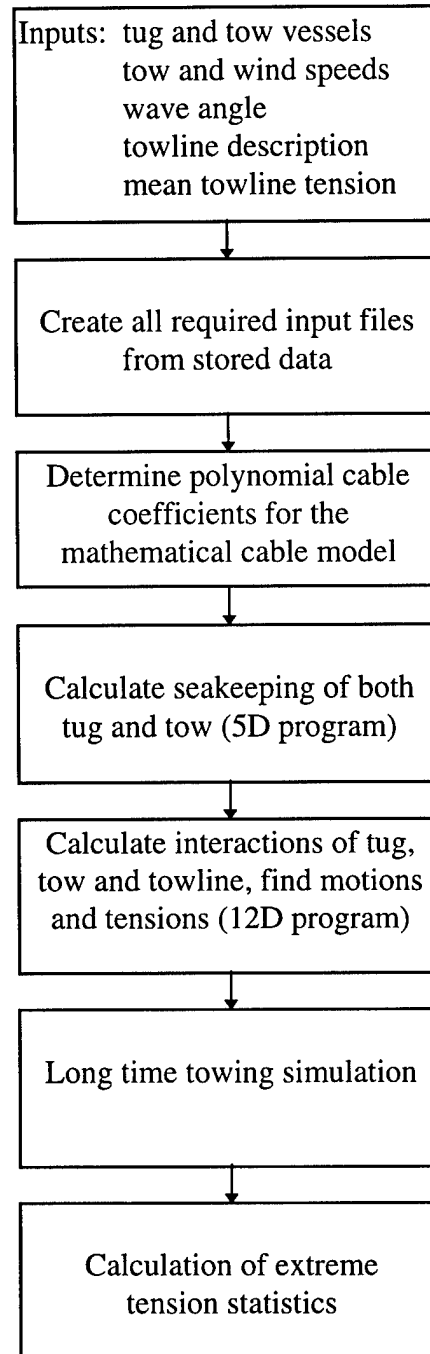 Inputs: tug and tow vessels
tow and wind speeds
wave angle
towline description
mean towline tension
Create all required input files
from stored data
Determine polynomial cable
coefficients for the
mathematical cable model
Calculate seakeeping of both
tug and tow (5D program)
Calculate interactions of tug,
tow and towline, find motions
and tensions (12D program)
Long time towing simulation
Calculation of extreme
tension statistics